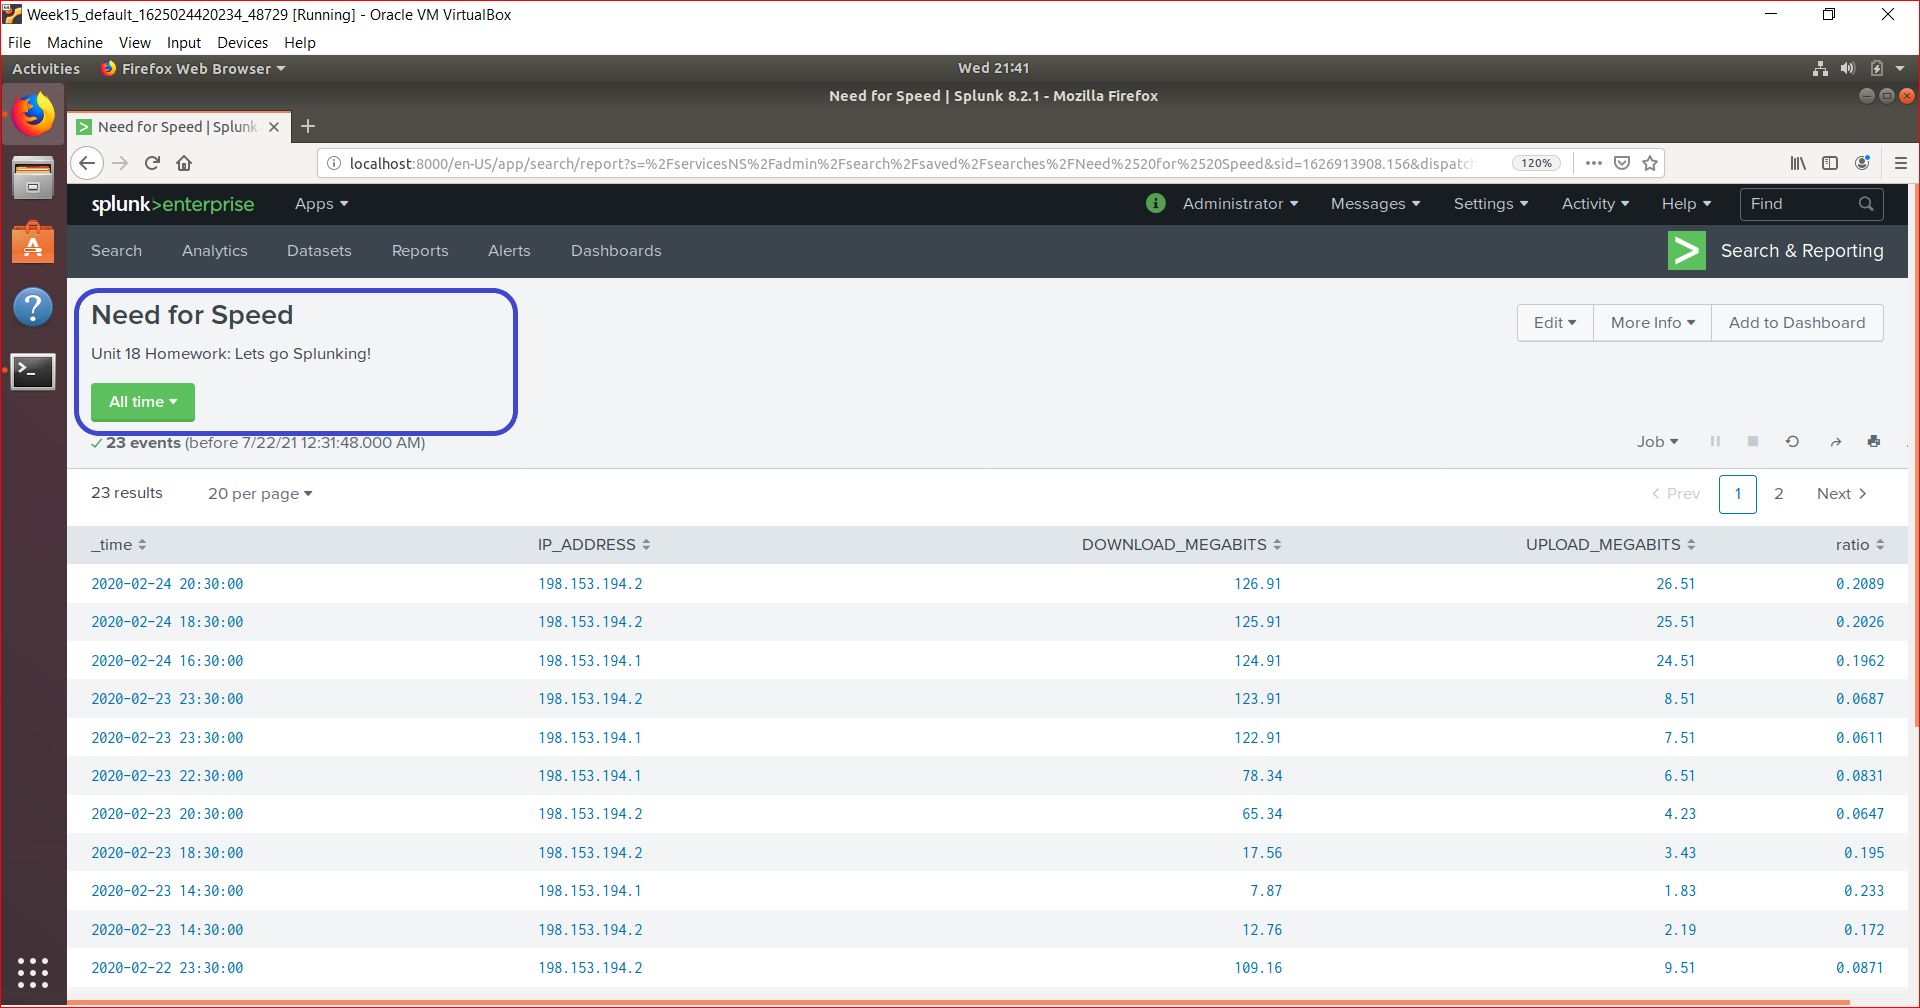 Week15_default_1625024420234_48729 [Running] - Oracle VM VirtualBox
File Machine View Input Devices Help
Activities Firefox Web Browser Wed 21:41
Need for Speed | Splunk 8.2.1 - Mozilla Firefox
Need for Speed | Splunk
localhost:8000/en-US/app/search/report?s=%2FservicesNS%2Fadmin%2Fsearch%2Fsaved%2Fsearches%2FNeed%2520for%2520Speed&sid=1626913908.156&dispatc 120%
splunk>enterprise Apps i Administrator Messages Settings Activity Help Find
Search Analytics Datasets Reports Alerts Dashboards > Search & Reporting
Need for Speed
Edit More Info Add to Dashboard
Unit 18 Homework: Lets go Splunking!
All time
23 events (before 7/22/21 12:31:48.000 AM) Job
23 results 20 per page < Prev 1 2 Next >
_time IP_ADDRESS DOWNLOAD_MEGABITS UPLOAD_MEGABITS ratio
2020-02-24 20:30:00 198.153.194.2 126.91 26.51 0.2089
2020-02-24 18:30:00 198.153.194.2 125.91 25.51 0.2026
2020-02-24 16:30:00 198.153.194.1 124.91 24.51 0.1962
2020-02-23 23:30:00 198.153.194.2 123.91 8.51 0.0687
2020-02-23 23:30:00 198.153.194.1 122.91 7.51 0.0611
2020-02-23 22:30:00 198.153.194.1 78.34 6.51 0.0831
2020-02-23 20:30:00 198.153.194.2 65.34 4.23 0.0647
2020-02-23 18:30:00 198.153.194.2 17.56 3.43 0.195
2020-02-23 14:30:00 198.153.194.1 7.87 1.83 0.233
2020-02-23 14:30:00 198.153.194.2 12.76 2.19 0.172
2020-02-22 23:30:00 198.153.194.2 109.16 9.51 0.0871